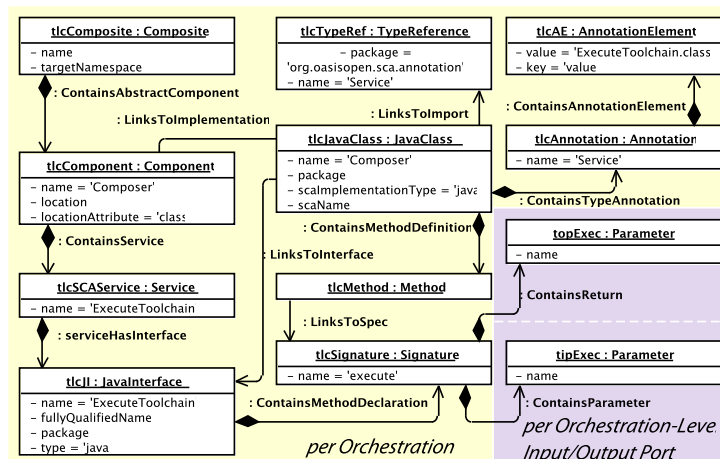 tlcComposite : Composite
- name
- targetNamespace
: ContainsAbstractComponent
: LinksToImplementation
tlcComponent : Component
- name = 'Composer'
- location
- locationAttribute = 'class
: ContainsService
tlcSCAService : Service
- name = 'ExecuteToolchain
: serviceHasInterface
tlcJI : JavaInterface
- name = 'ExecuteToolchain
- fullyQualifiedName
- package
- type = 'java
tlcTypeRef : TypeReference
- package =
'org.oasisopen.sca.annotation'
- name = 'Service'
: LinksToImport
tlcJavaClass : JavaClass
- name = 'Composer'
- package
- scaImplementationType = 'java
- scaName
: ContainsMethodDefinition
: LinksToInterface
tlcMethod : Method
: LinksToSpec
tlcSignature : Signature
- name = 'execute'
: ContainsMethodDeclaration
per Orchestration
tlcAE : AnnotationElement
- value = 'ExecuteToolchain.class
- key = 'value
: ContainsAnnotationElement
tlcAnnotation : Annotation
- name = 'Service'
: ContainsTypeAnnotation
topExec : Parameter
- name
: ContainsReturn
tipExec : Parameter
- name
: ContainsParameter
per Orchestration-Leve
Input/Output Port